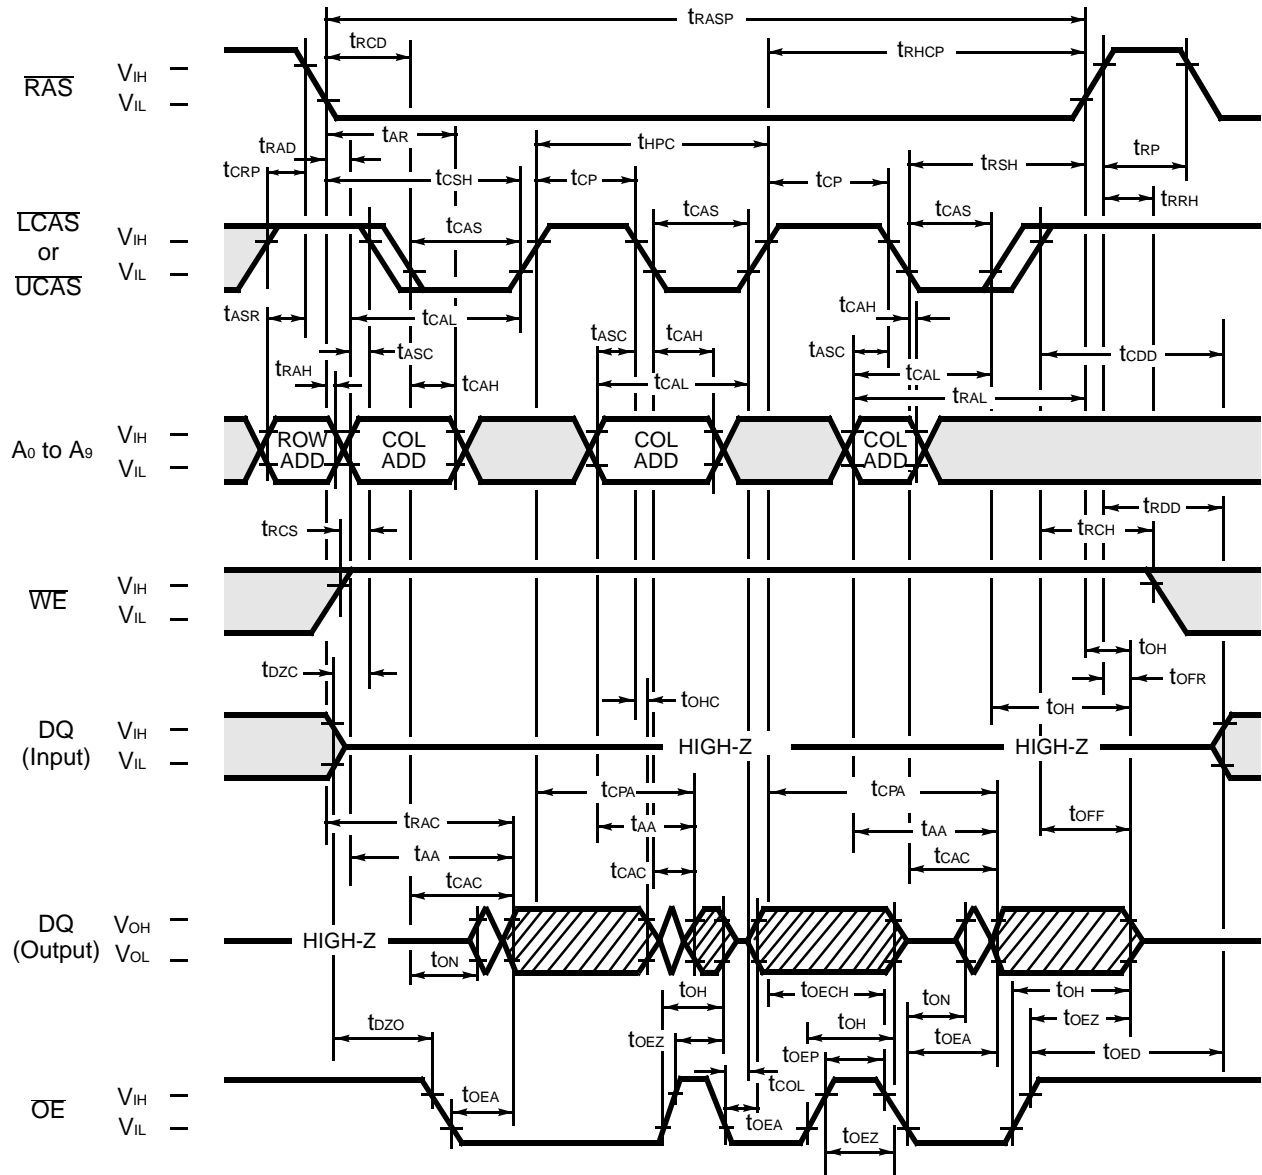 tRASP
tRCD
tRHCP
RAS
VIH
VIL
tRAD
tAR
tHPC
tRP
tCRP
tCSH
tCP
tCP
tRSH
tRRH
LCAS
or
UCAS
VIH
VIL
tCAS
tCAS
tCAS
tASR
tCAL
tCAH
tASC
tASC
tCAH
tASC
tCDD
tRAH
tCAH
tCAL
tCAL
tRAL
A0 to A9
VIH
VIL
ROW
ADD
COL
ADD
COL
ADD
COL
ADD
tRDD
tRCS
tRCH
WE
VIH
VIL
tOH
tDZC
tOFR
tOHC
tOH
DQ
(Input)
VIH
VIL
HIGH-Z
HIGH-Z
tCPA
tCPA
tRAC
tAA
tAA
tOFF
tAA
tCAC
tCAC
tCAC
DQ
(Output)
VOH
VOL
HIGH-Z
tON
tOH
tOECH
tON
tOH
tDZO
tOEZ
tOH
tOEA
tOEZ
tOEP
tOED
tCOL
OE
VIH
VIL
tOEA
tOEA
tOEZ